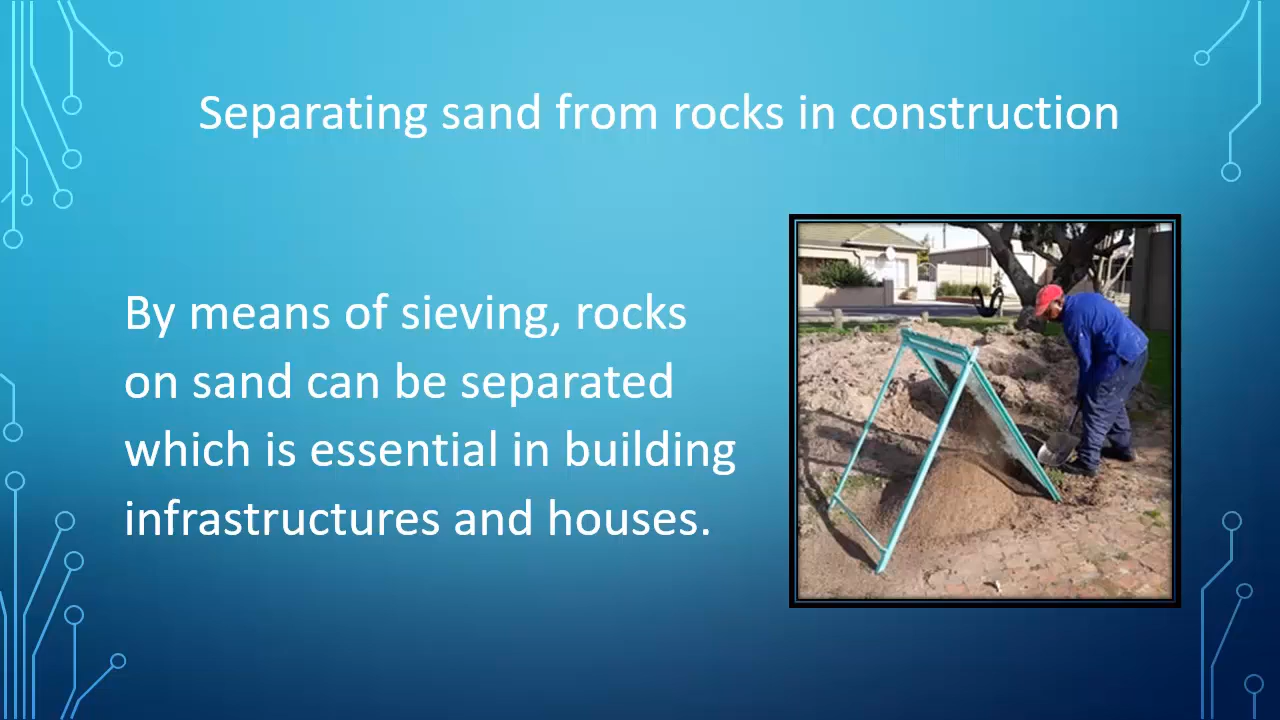 Separating sand from rocks in construction
By means of sieving, rocks
on sand can be separated
which is essential in building
infrastructures and houses.